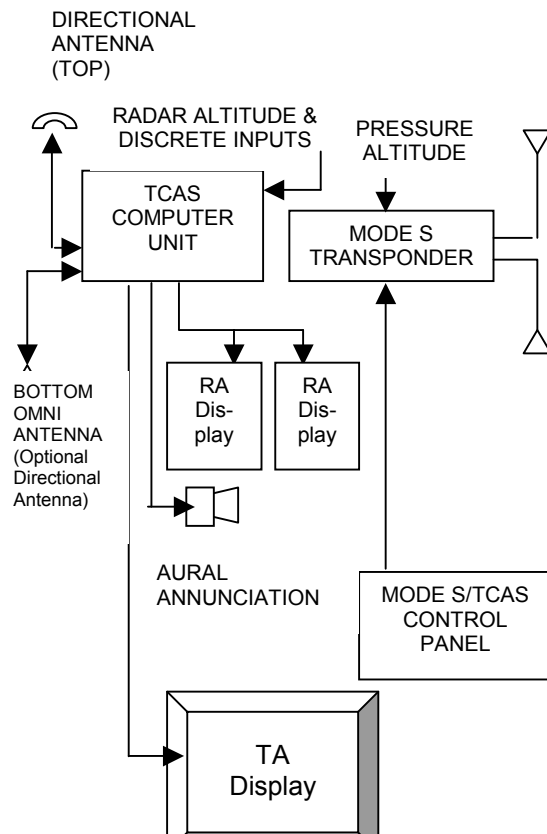 DIRECTIONAL
ANTENNA
(TOP)
RADAR ALTITUDE &
DISCRETE INPUTS
PRESSURE
ALTITUDE
TCAS
COMPUTER
UNIT
MODE S
TRANSPONDER
BOTTOM
OMNI
ANTENNA
(Optional
Directional
Antenna)
RA
Dis-
play
RA
Dis-
play
AURAL
ANNUNCIATION
MODE S/TCAS
CONTROL
PANEL
TA
Display